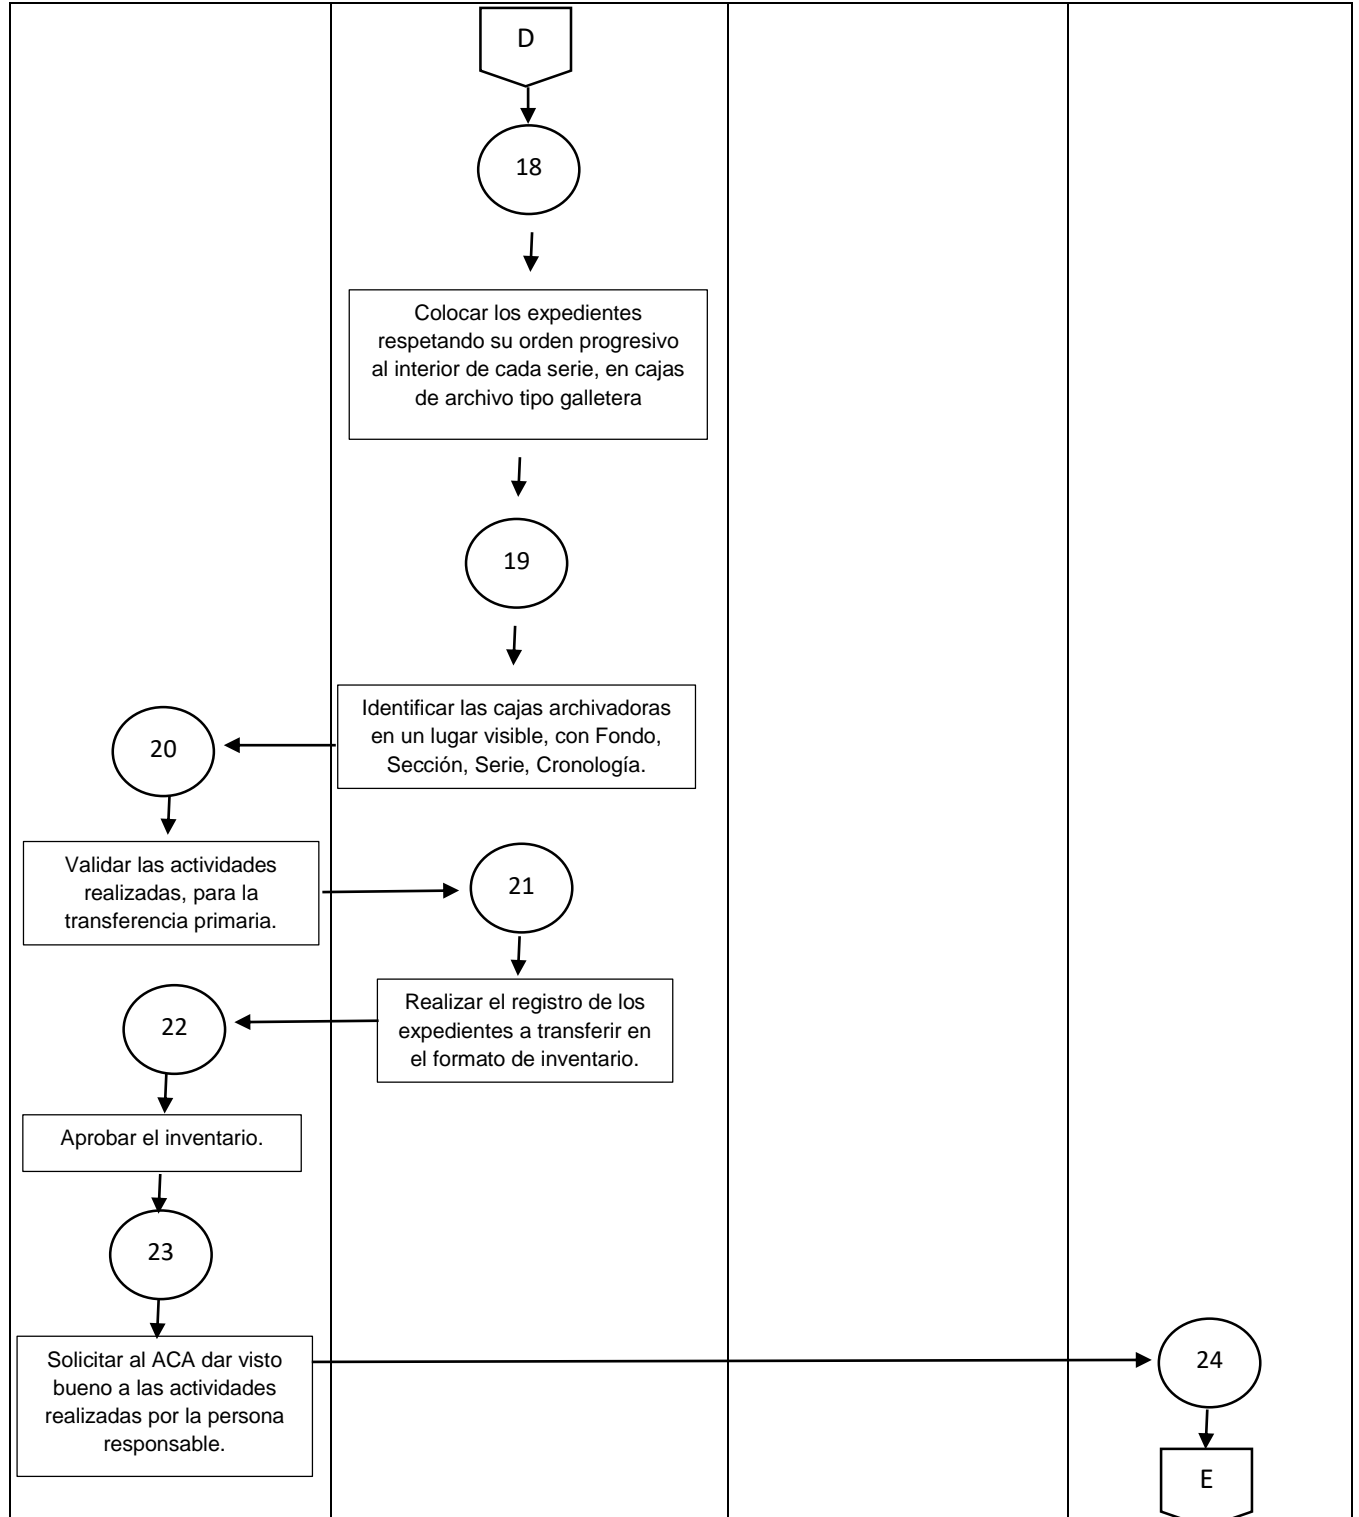 D
18
Colocar los expedientes
respetando su orden progresivo
al interior de cada serie, en cajas
de archivo tipo galletera
19
Identificar las cajas archivadoras
en un lugar visible, con Fondo,
Sección, Serie, Cronología.
20
Validar las actividades
realizadas, para la
transferencia primaria.
21
Realizar el registro de los
expedientes a transferir en
el formato de inventario.
22
Aprobar el inventario.
23
Solicitar al ACA dar visto
bueno a las actividades
realizadas por la persona
responsable.
24
E